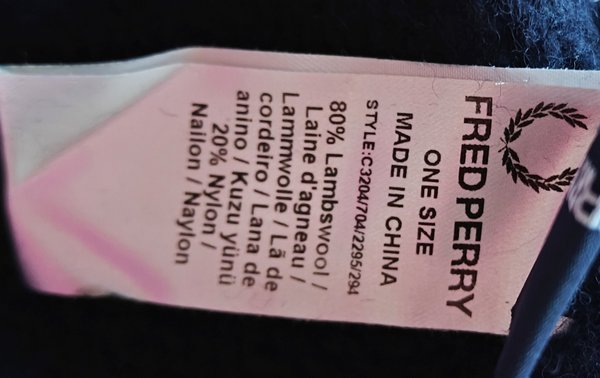 FRED PERRY
ONE SIZE
MADE IN CHINA
STYLE:C3204/704/2295/294
80% Lambswool /
Laine d'agneau /
Lammwolle / Lã de
cordeiro / Lana de
anino / Kuzu yünü
20% Nylon /
Nailon / Naylon